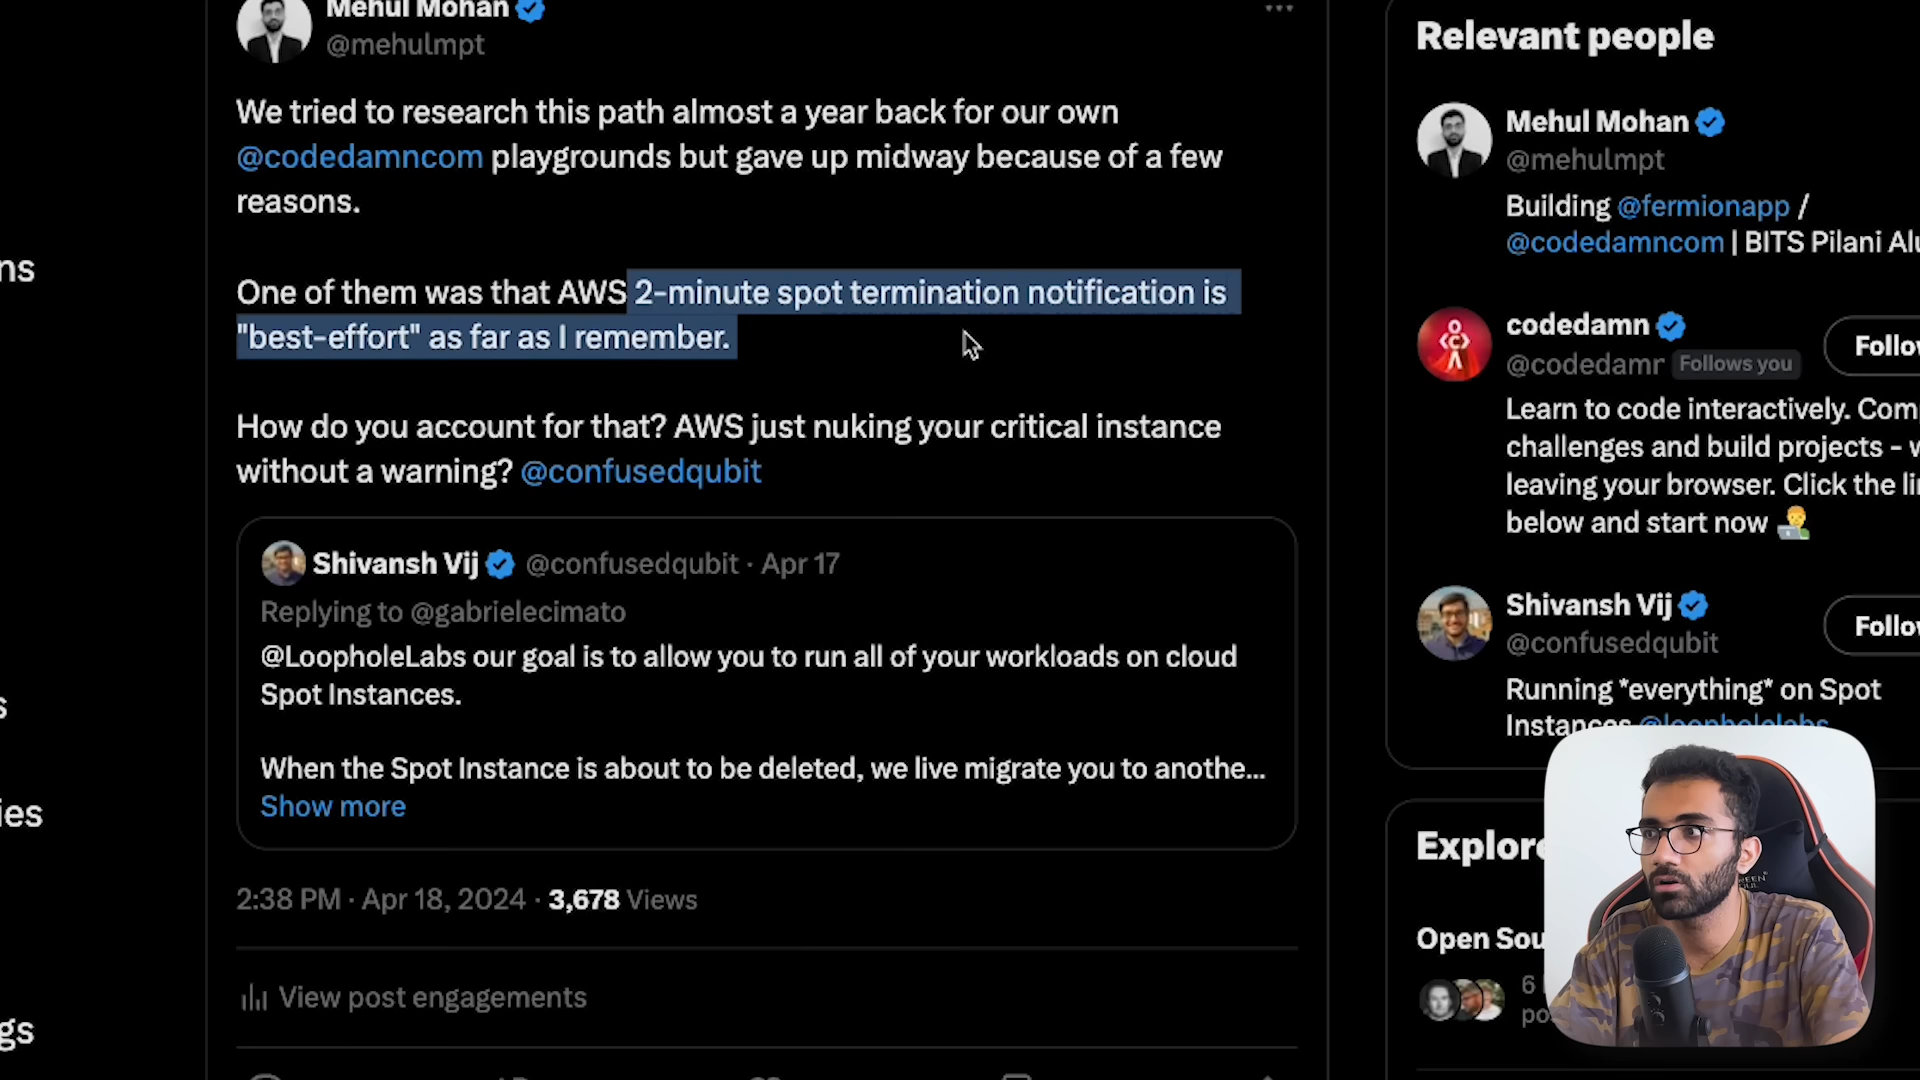 Mehul Mohan
@mehulmpt
We tried to research this path almost a year back for our own
@codedamncom playgrounds but gave up midway because of a few
reasons.
One of them was that AWS 2-minute spot termination notification is
"best-effort" as far as I remember.
How do you account for that? AWS just nuking your critical instance
without a warning? @confusedqubit
Shivansh Vij @confusedqubit · Apr 17
Replying to @gabrielecimato
@LoopholeLabs our goal is to allow you to run all of your workloads on cloud
Spot Instances.
When the Spot Instance is about to be deleted, we live migrate you to anothe...
Show more
2:38 PM · Apr 18, 2024 · 3,678 Views
View post engagements
Relevant people
Mehul Mohan
@mehulmpt
Building @fermionapp /
@codedamncom | BITS Pilani Alu
codedamn
@codedamr Follows you
Follo
Learn to code interactively. Com
challenges and build projects - w
leaving your browser. Click the li
below and start now
Shivansh Vij
@confusedqubit
Follo
Running *everything* on Spot
Instances @loopholelabs
Explore
Open Sou
6
po
ns
s
ies
gs